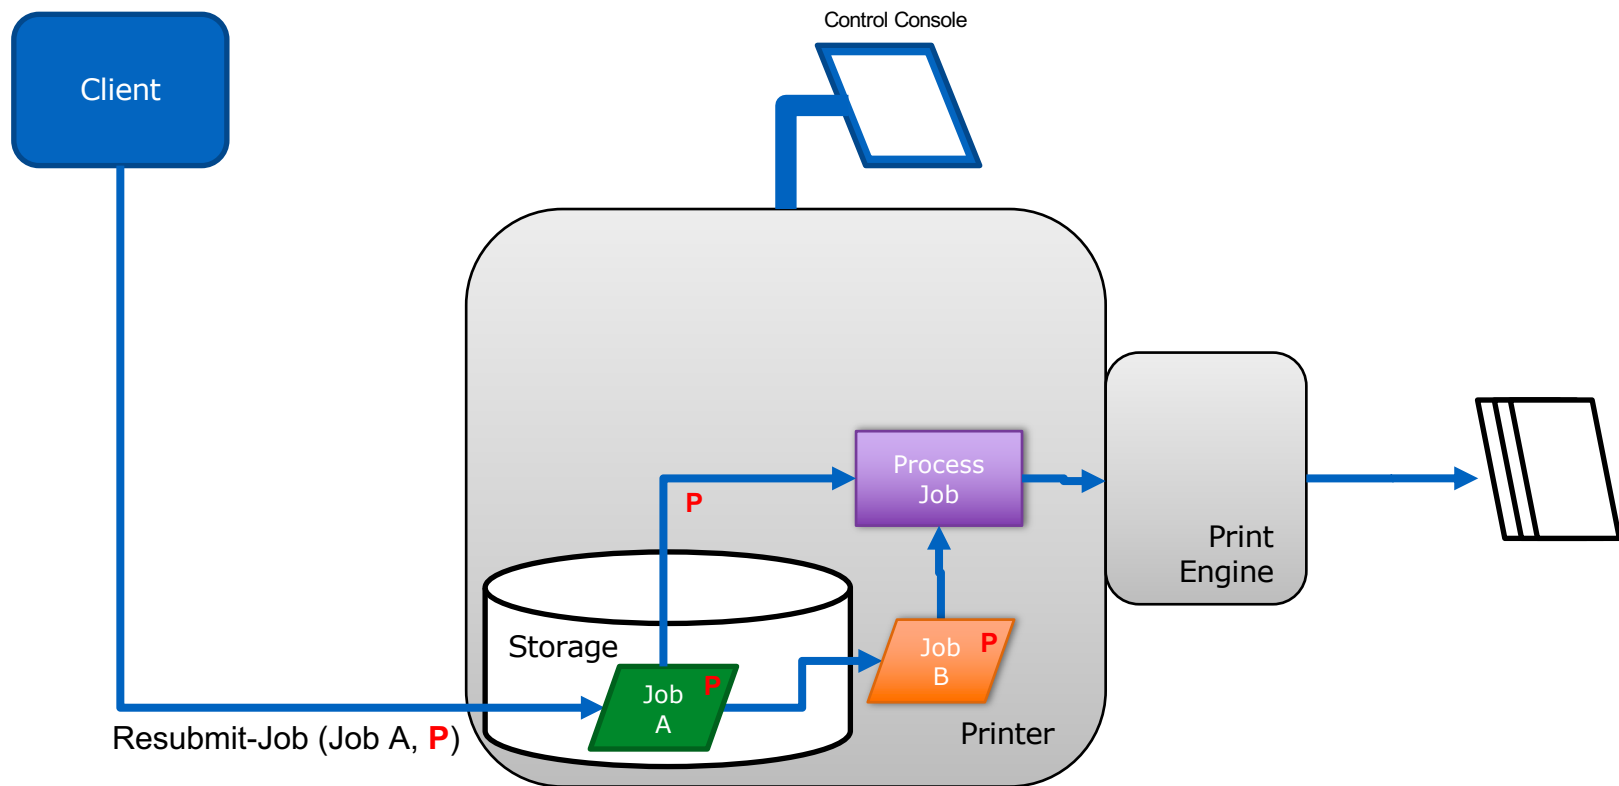 Control Console
Client
Process
Job
P
Print
Engine
Storage
Job
B
P
Job
A
P
Printer
Resubmit-Job (Job A, P)